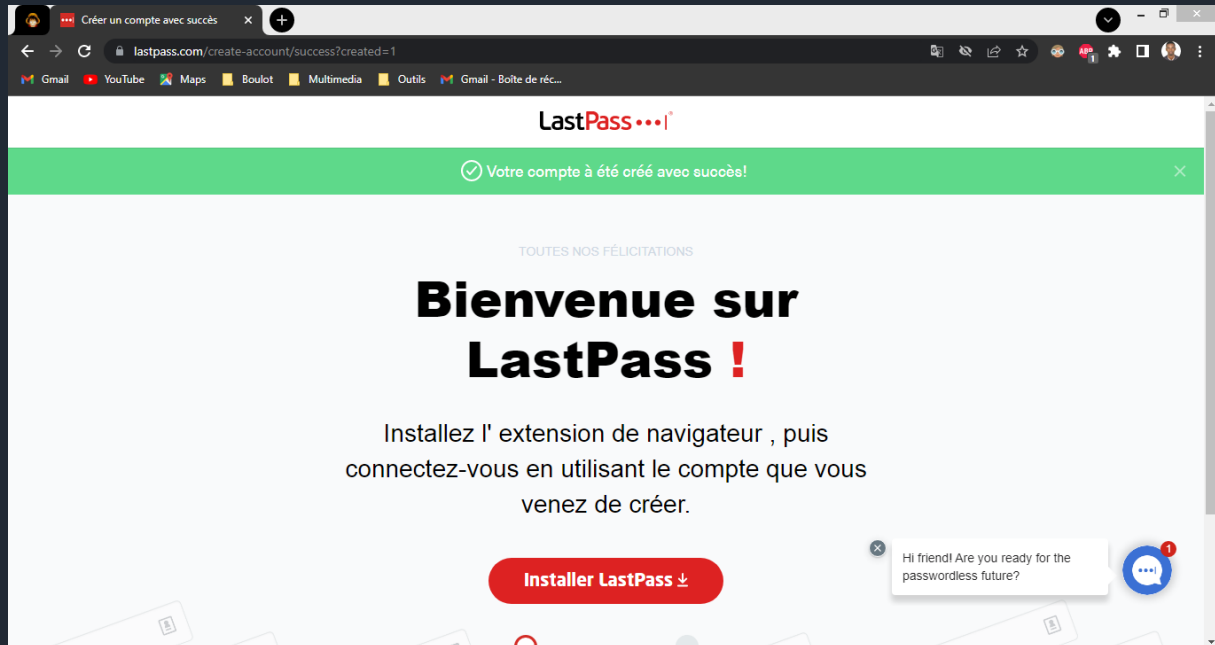 Créer un compte avec succès
lastpass.com/create-account/success?created=1
ABP 1
Gmail YouTube Maps Boulot Multimedia Outils Gmail - Boîte de réc...
LastPass
Votre compte à été créé avec succès!
TOUTES NOS FÉLICITATIONS
Bienvenue sur
LastPass !
Installez l' extension de navigateur , puis
connectez-vous en utilisant le compte que vous
venez de créer.
Installer LastPass
Hi friend! Are you ready for the
passwordless future?
1